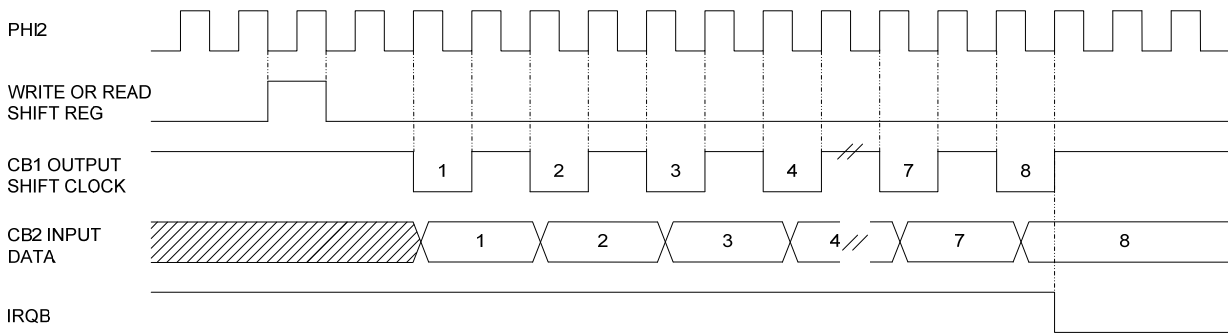 PHI2
WRITE OR READ
SHIFT REG
CB1 OUTPUT
SHIFT CLOCK
1 2 3 4 7 8
CB2 INPUT
DATA
1 2 3 4 7 8
IRQB